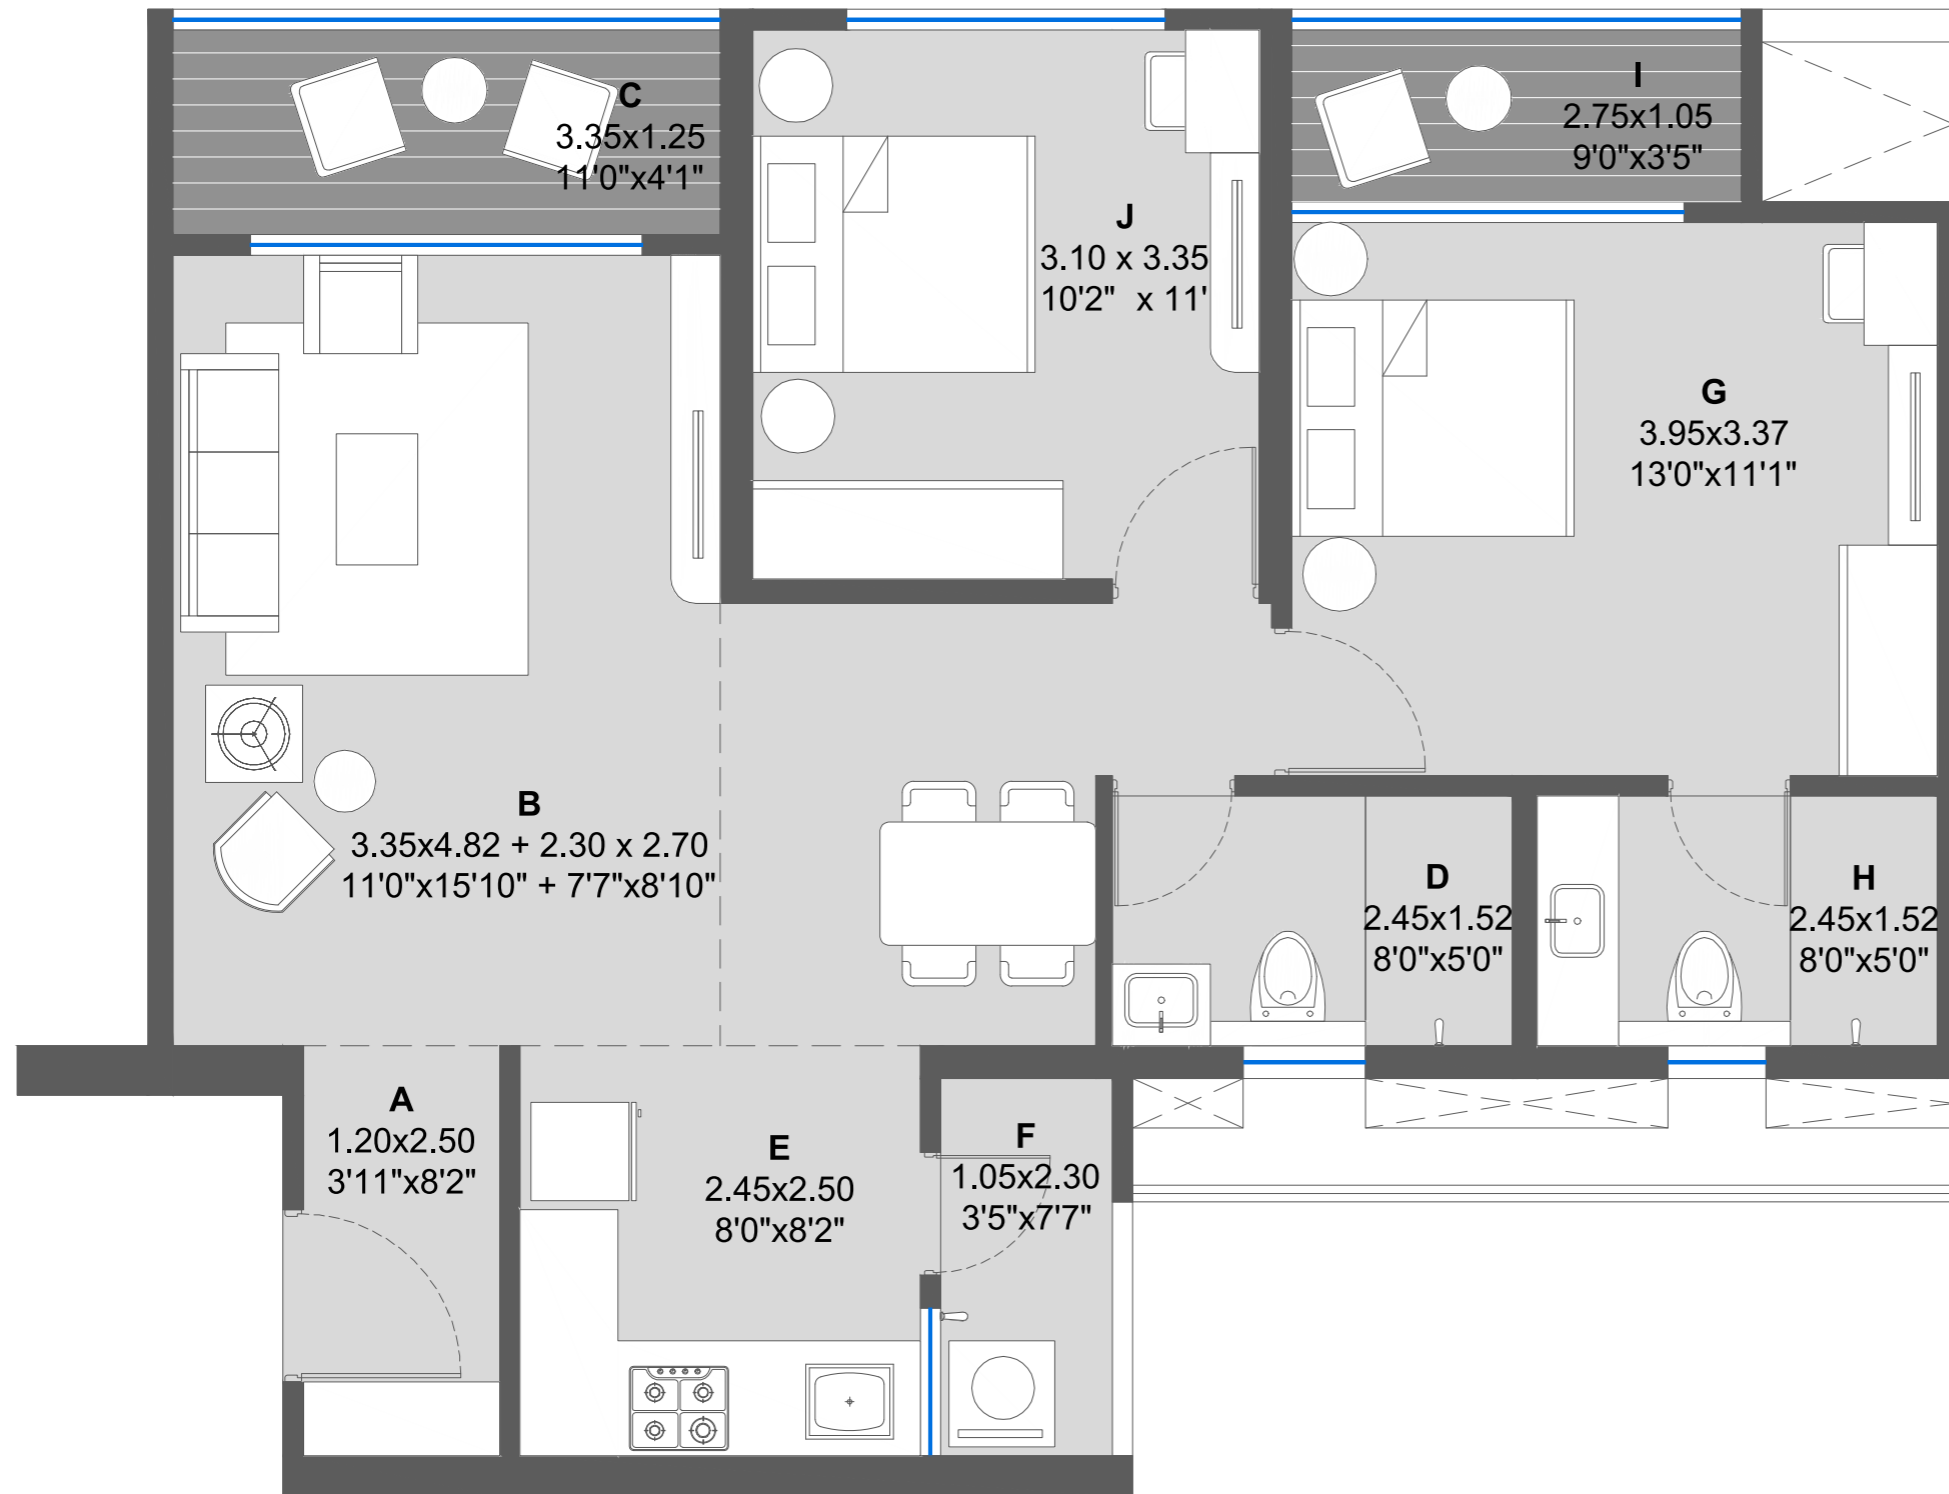 C
3.35x1.25
11'0"x4'1"
I
2.75x1.05
9'0"x3'5"
J
3.10 x 3.35
10'2" x 11'
G
3.95x3.37
13'0"x11'1"
B
3.35x4.82 + 2.30 x 2.70
11'0"x15'10" + 7'7"x8'10"
D
2.45x1.52
8'0"x5'0"
H
2.45x1.52
8'0"x5'0"
A
1.20x2.50
3'11"x8'2"
E
2.45x2.50
8'0"x8'2"
F
1.05x2.30
3'5"x7'7"